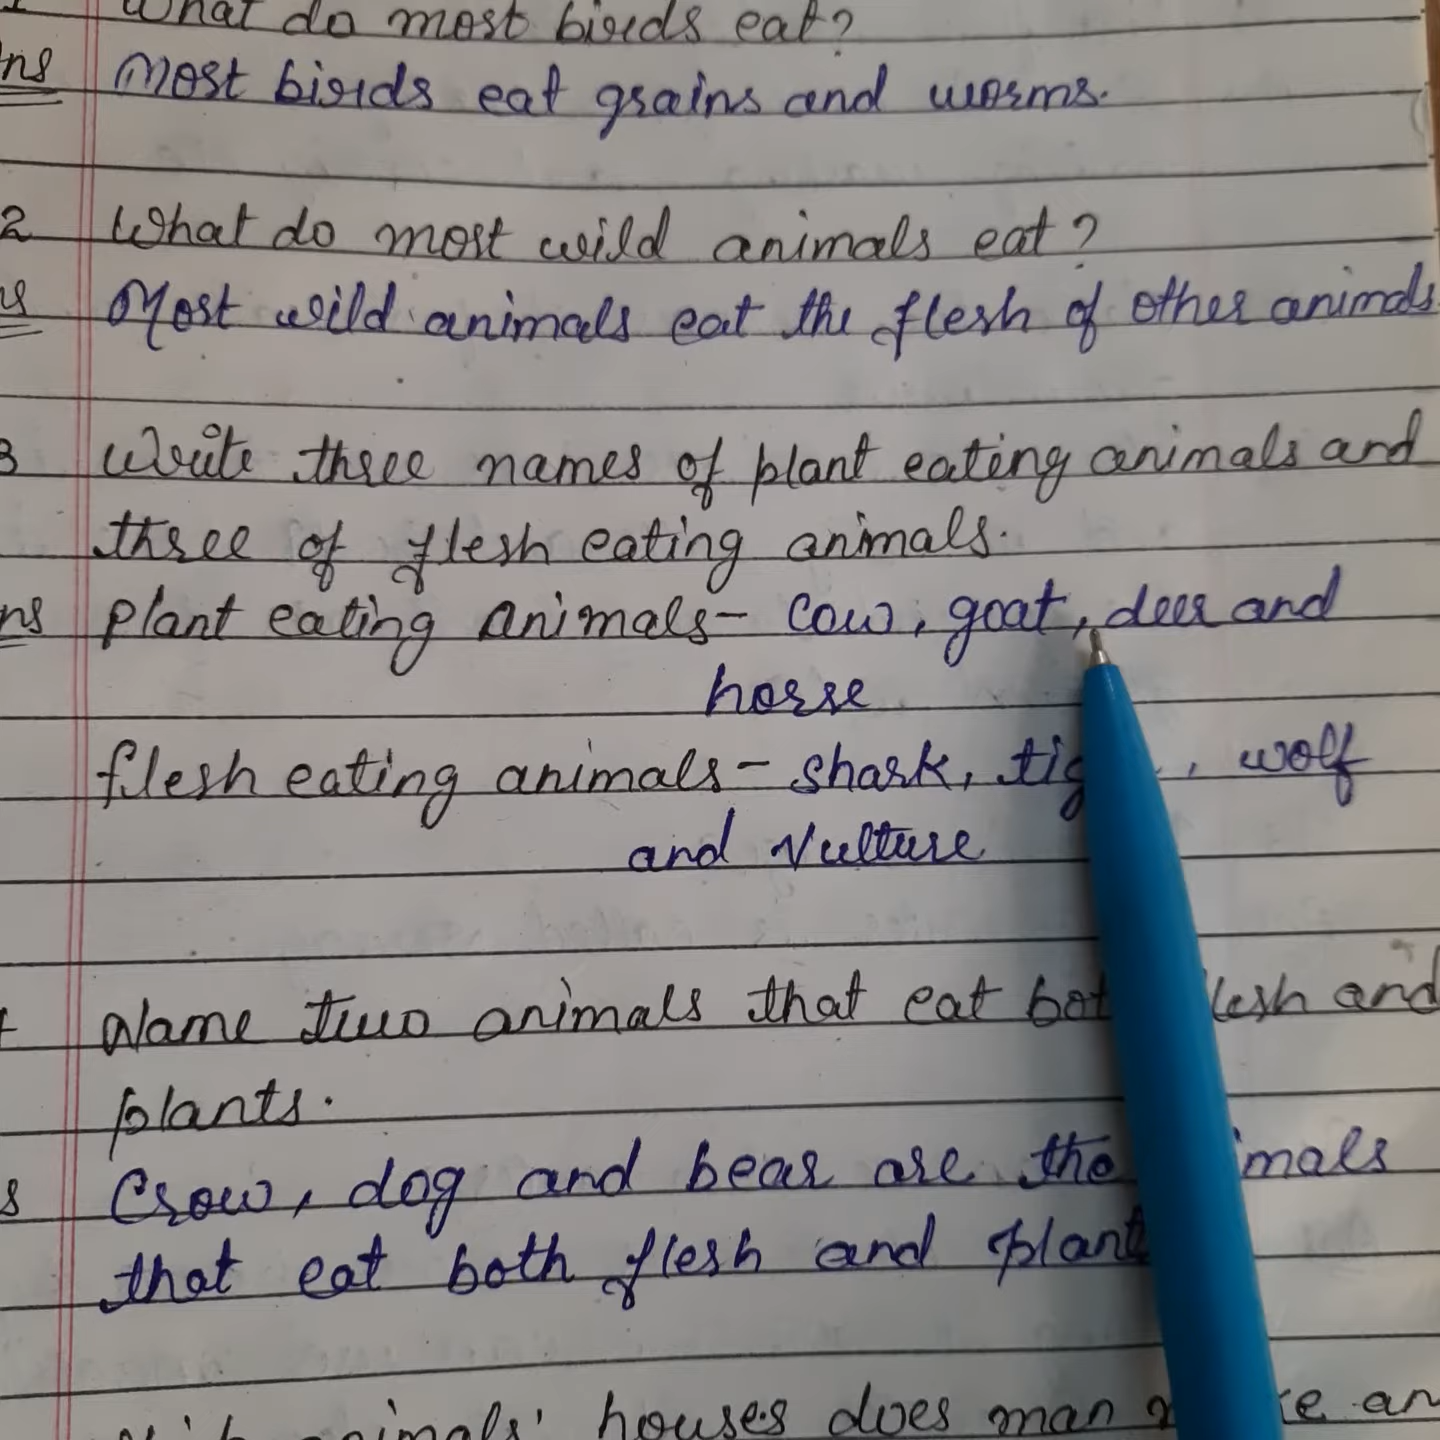 What do most birds eat?
ns Most birds eat grains and worms.
2 What do most wild animals eat?
Most wild animals eat the flesh of other animals
3 Write three names of plant eating animals and
three of flesh eating animals.
ns Plant eating animals- Cow, goat, deer and
horse
flesh eating animals- shark, , wolf
and Vulture
Name two animals that eat and
plants.
s Crow, dog and bear are the
that eat both flesh and
houses does man